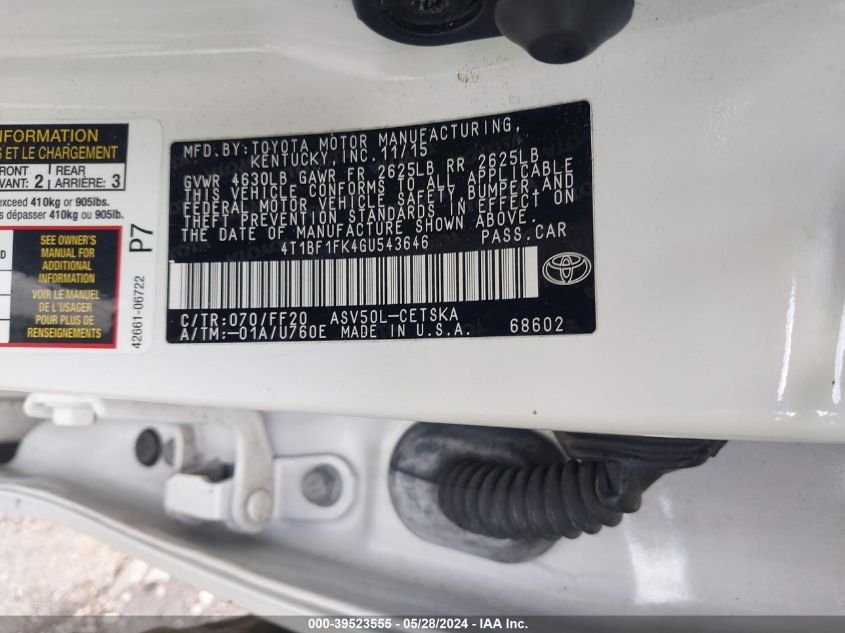 INFORMATION
S ET LE CHARGEMENT
FRONT
VANT: 2
REAR
ARRIÈRE: 3
exceed 410kg or 905lbs.
s dépasser 410kg ou 905lb.
SEE OWNER'S
MANUAL FOR
ADDITIONAL
INFORMATION
VOIR LE MANUEL
DE L'USAGER
POUR PLUS DE
RENSEIGNEMENTS
P7
42661-06722
MFD.BY:TOYOTA MOTOR MANUFACTURING,
KENTUCKY,INC.11/15
GVWR 4630LB GAWR FR 2625LB RR 2625LB
THIS VEHICLE CONFORMS TO ALL APPLICABLE
FEDERAL MOTOR VEHICLE SAFETY,BUMPER,AND
THEFT PREVENTION STANDARDS IN EFFECT ON
THE DATE OF MANUFACTURE SHOWN ABOVE.
4T1BF1FK4GU543646 PASS.CAR
C/TR:070/FF20 ASV50L-CETSKA
A/TM:-01A/U760E MADE IN U.S.A. 68602
000-39523555 - 05/28/2024 - IAA Inc.